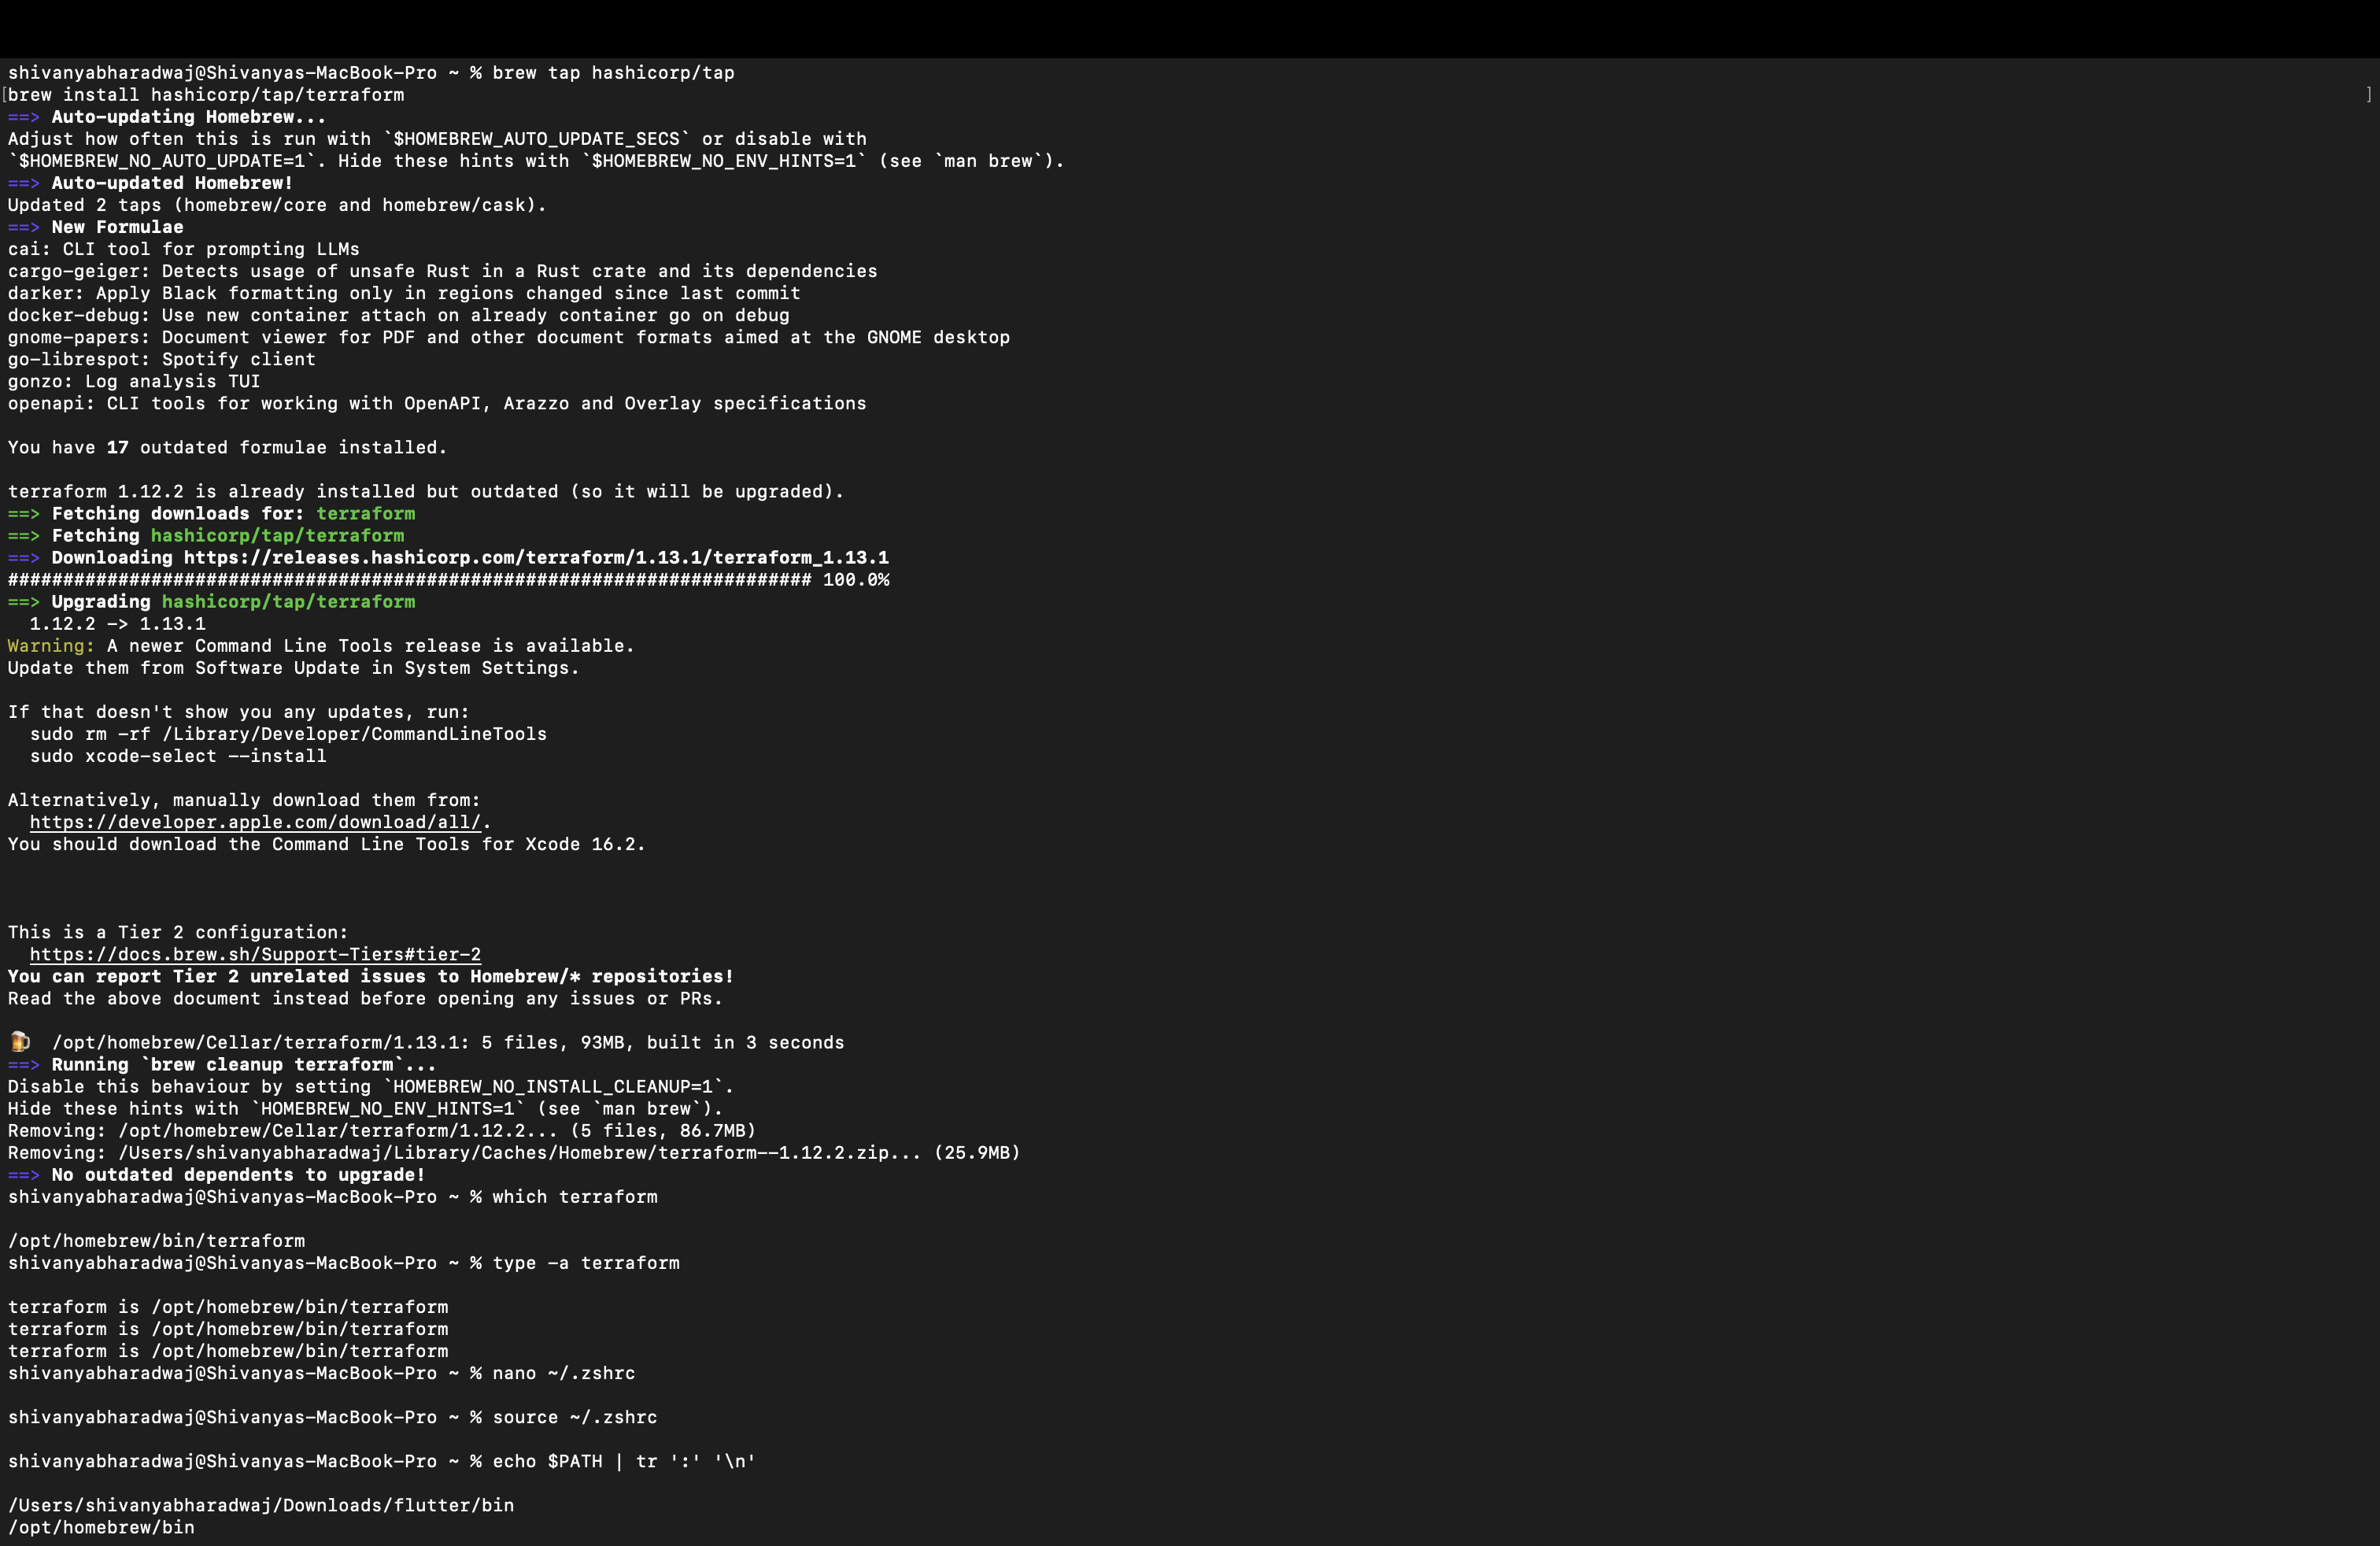 shivanyabharadwaj@Shivanyas-MacBook-Pro ~ % brew tap hashicorp/tap
[brew install hashicorp/tap/terraform ]
==> Auto-updating Homebrew...
Adjust how often this is run with `$HOMEBREW_AUTO_UPDATE_SECS` or disable with
`$HOMEBREW_NO_AUTO_UPDATE=1`. Hide these hints with `$HOMEBREW_NO_ENV_HINTS=1` (see `man brew`).
==> Auto-updated Homebrew!
Updated 2 taps (homebrew/core and homebrew/cask).
==> New Formulae
cai: CLI tool for prompting LLMs
cargo-geiger: Detects usage of unsafe Rust in a Rust crate and its dependencies
darker: Apply Black formatting only in regions changed since last commit
docker-debug: Use new container attach on already container go on debug
gnome-papers: Document viewer for PDF and other document formats aimed at the GNOME desktop
go-librespot: Spotify client
gonzo: Log analysis TUI
openapi: CLI tools for working with OpenAPI, Arazzo and Overlay specifications
You have 17 outdated formulae installed.
terraform 1.12.2 is already installed but outdated (so it will be upgraded).
==> Fetching downloads for: terraform
==> Fetching hashicorp/tap/terraform
==> Downloading https://releases.hashicorp.com/terraform/1.13.1/terraform_1.13.1
######################################################################### 100.0%
==> Upgrading hashicorp/tap/terraform
  1.12.2 -> 1.13.1
Warning: A newer Command Line Tools release is available.
Update them from Software Update in System Settings.
If that doesn't show you any updates, run:
  sudo rm -rf /Library/Developer/CommandLineTools
  sudo xcode-select --install
Alternatively, manually download them from:
  https://developer.apple.com/download/all/.
You should download the Command Line Tools for Xcode 16.2.
This is a Tier 2 configuration:
  https://docs.brew.sh/Support-Tiers#tier-2
You can report Tier 2 unrelated issues to Homebrew/* repositories!
Read the above document instead before opening any issues or PRs.
🍺  /opt/homebrew/Cellar/terraform/1.13.1: 5 files, 93MB, built in 3 seconds
==> Running `brew cleanup terraform`...
Disable this behaviour by setting `HOMEBREW_NO_INSTALL_CLEANUP=1`.
Hide these hints with `HOMEBREW_NO_ENV_HINTS=1` (see `man brew`).
Removing: /opt/homebrew/Cellar/terraform/1.12.2... (5 files, 86.7MB)
Removing: /Users/shivanyabharadwaj/Library/Caches/Homebrew/terraform--1.12.2.zip... (25.9MB)
==> No outdated dependents to upgrade!
shivanyabharadwaj@Shivanyas-MacBook-Pro ~ % which terraform
/opt/homebrew/bin/terraform
shivanyabharadwaj@Shivanyas-MacBook-Pro ~ % type -a terraform
terraform is /opt/homebrew/bin/terraform
terraform is /opt/homebrew/bin/terraform
terraform is /opt/homebrew/bin/terraform
shivanyabharadwaj@Shivanyas-MacBook-Pro ~ % nano ~/.zshrc
shivanyabharadwaj@Shivanyas-MacBook-Pro ~ % source ~/.zshrc
shivanyabharadwaj@Shivanyas-MacBook-Pro ~ % echo $PATH | tr ':' '\n'
/Users/shivanyabharadwaj/Downloads/flutter/bin
/opt/homebrew/bin